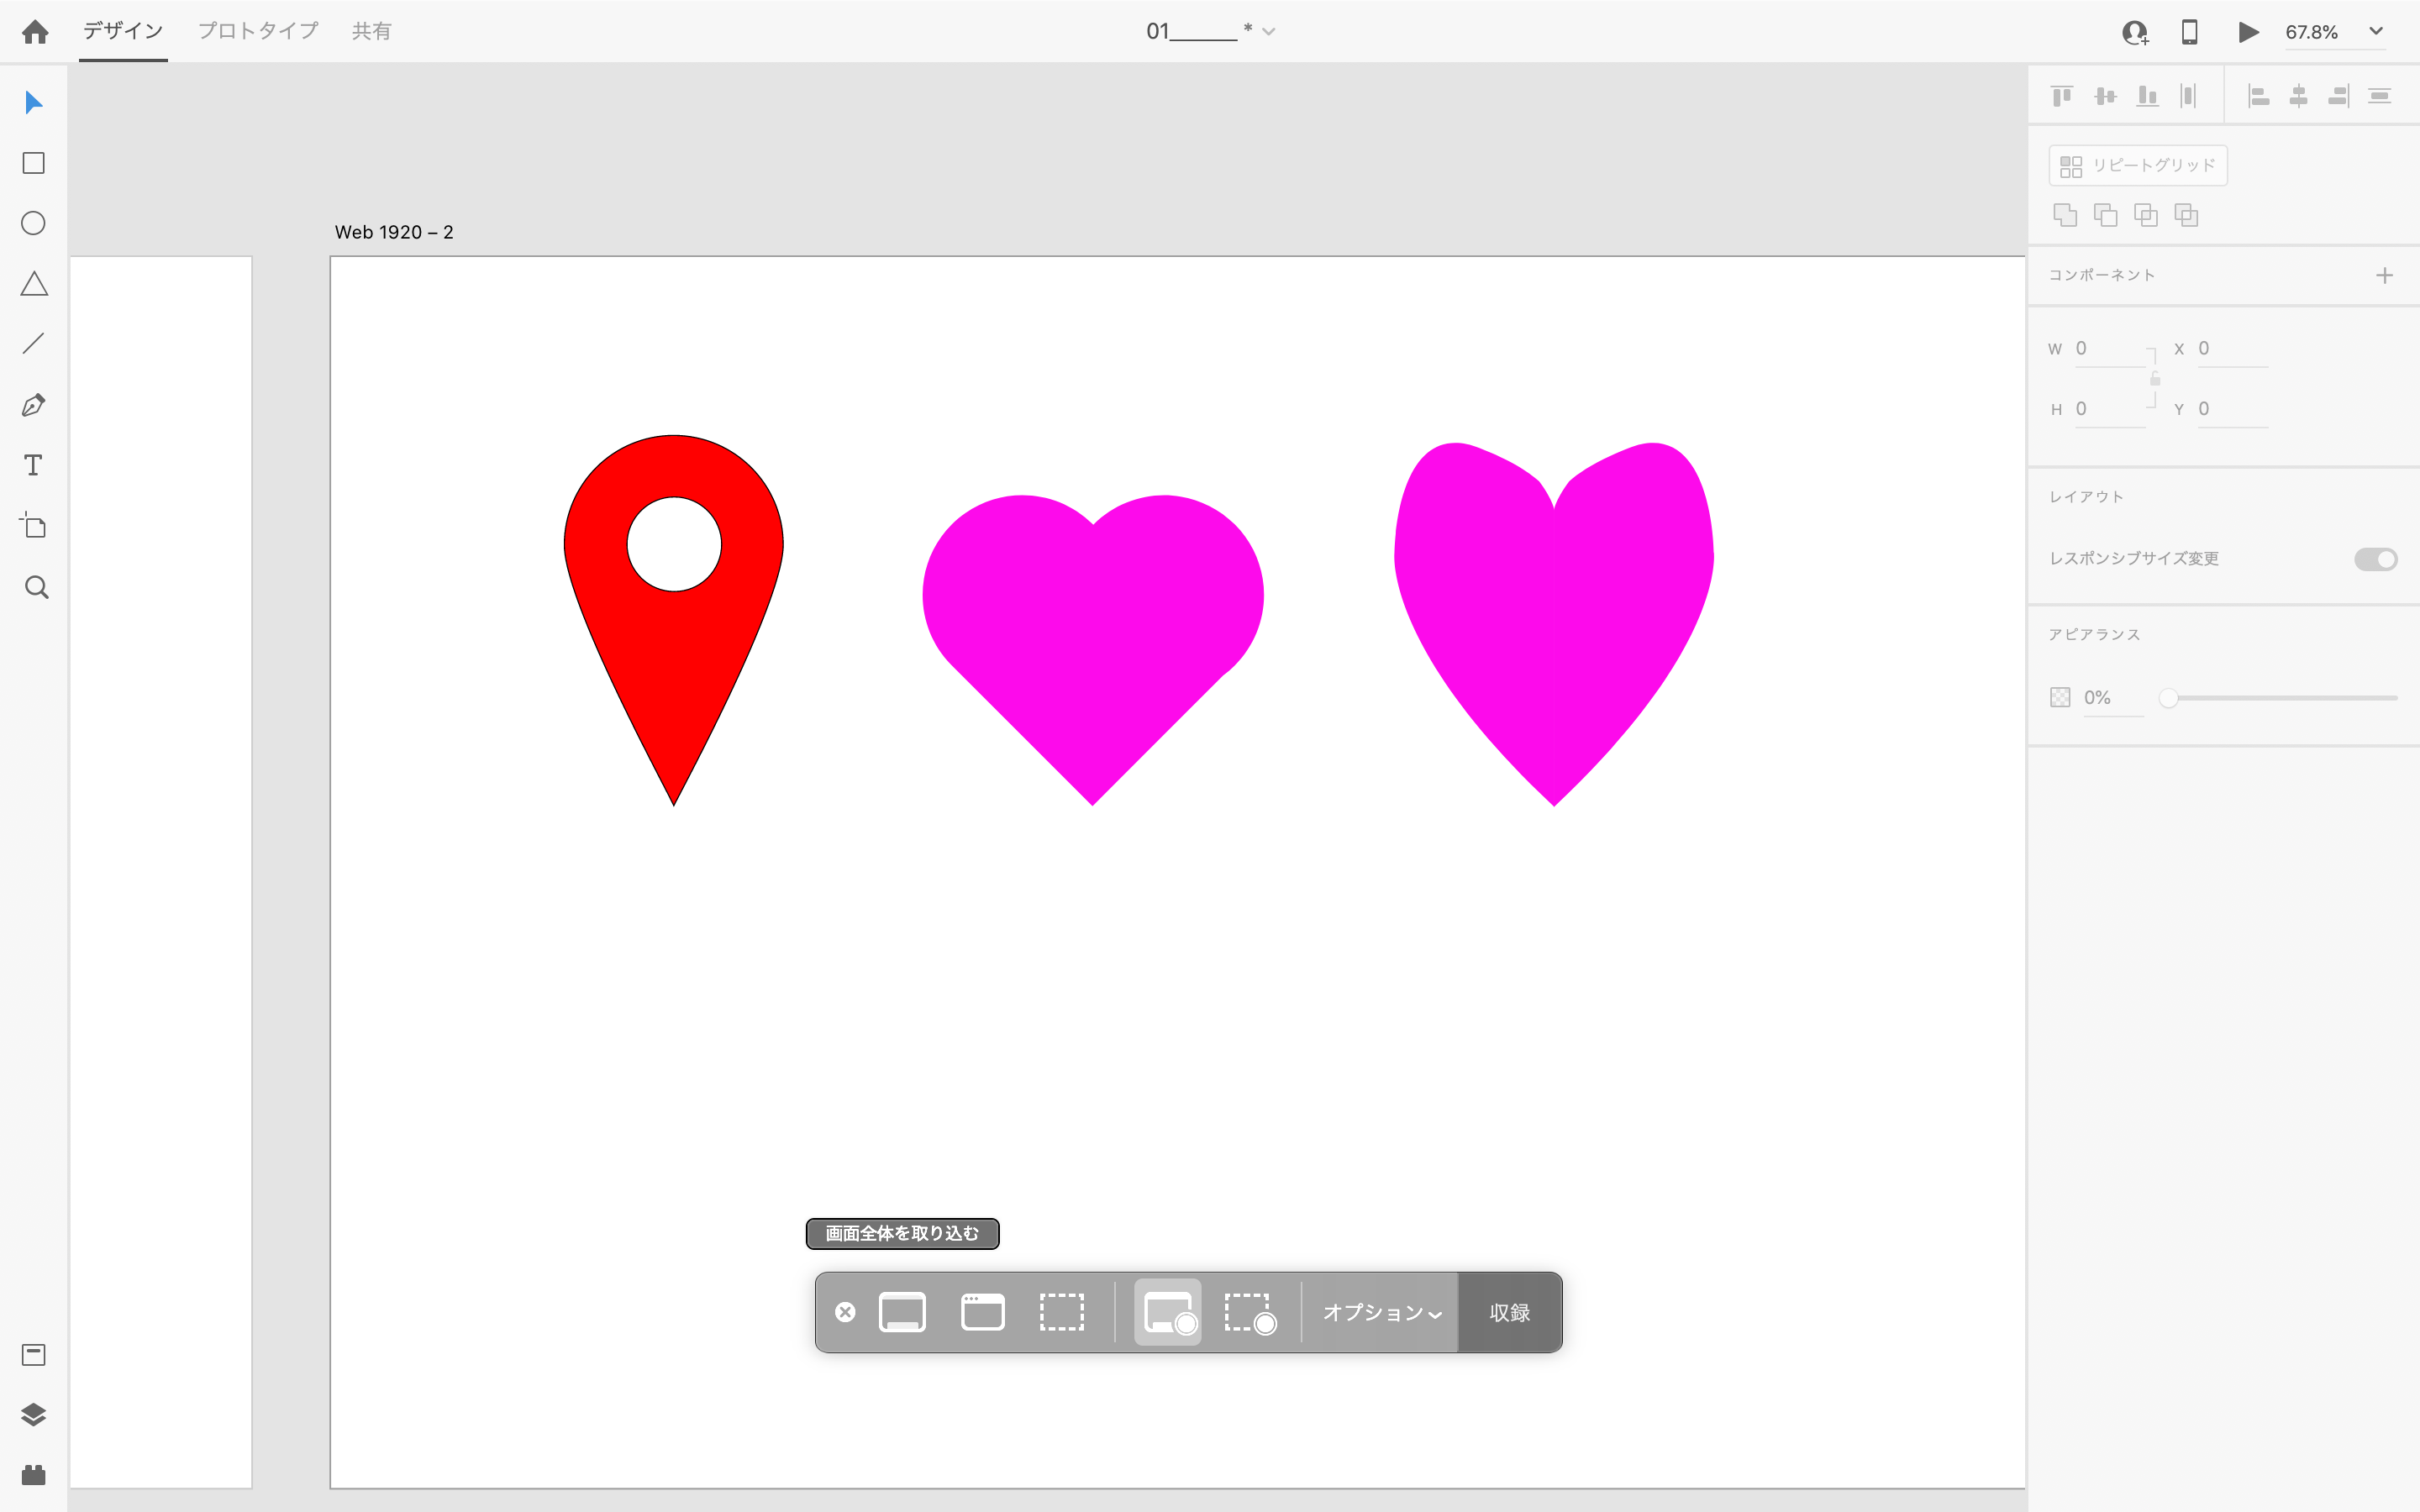 デザイン プロトタイプ 共有 01______ * 67.8%
リピートグリッド
Web 1920 – 2
コンポーネント
W 0 X 0
H 0 Y 0
レイアウト
レスポンシブサイズ変更
アピアランス
0%
画面全体を取り込む
オプション 収録